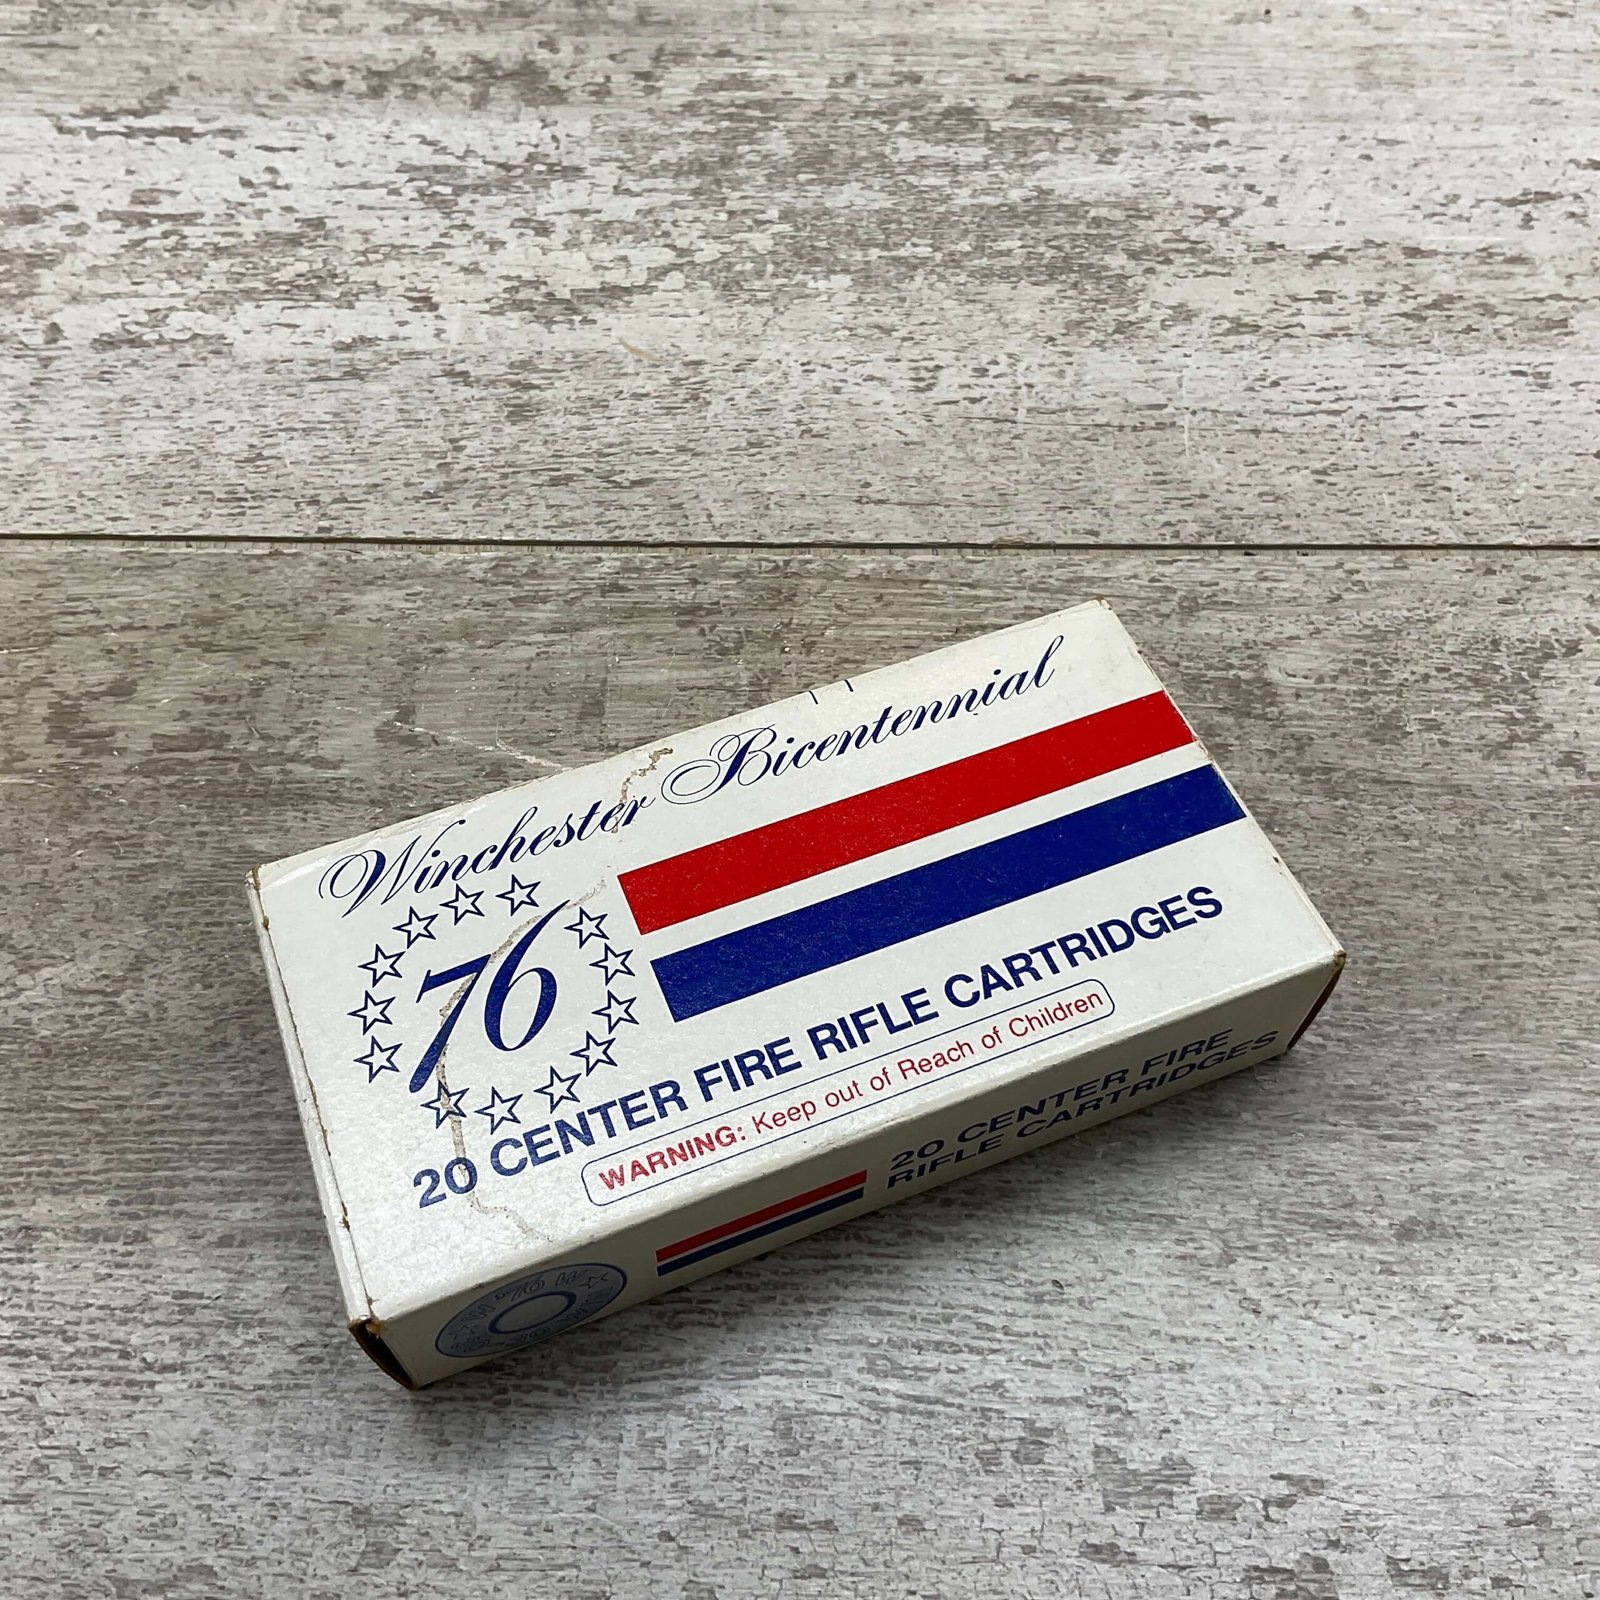 Winchester Bicentennial
76
20 CENTER FIRE RIFLE CARTRIDGES
WARNING: Keep out of Reach of Children
20 CENTER FIRE
RIFLE CARTRIDGES
'76